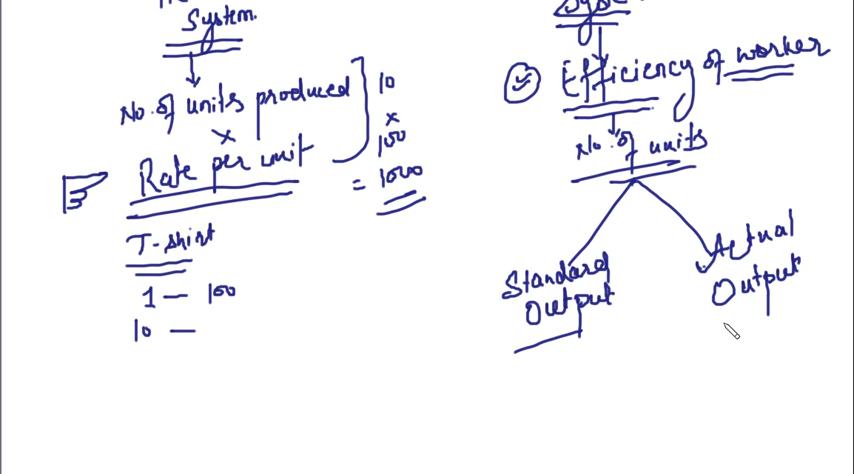 System.
No. of units produced
x
Rate per unit
10
x
100
= 1000
T-shirt
1 — 100
10 —
Efficiency of worker
No. of units
Standard
Output
Actual
Output